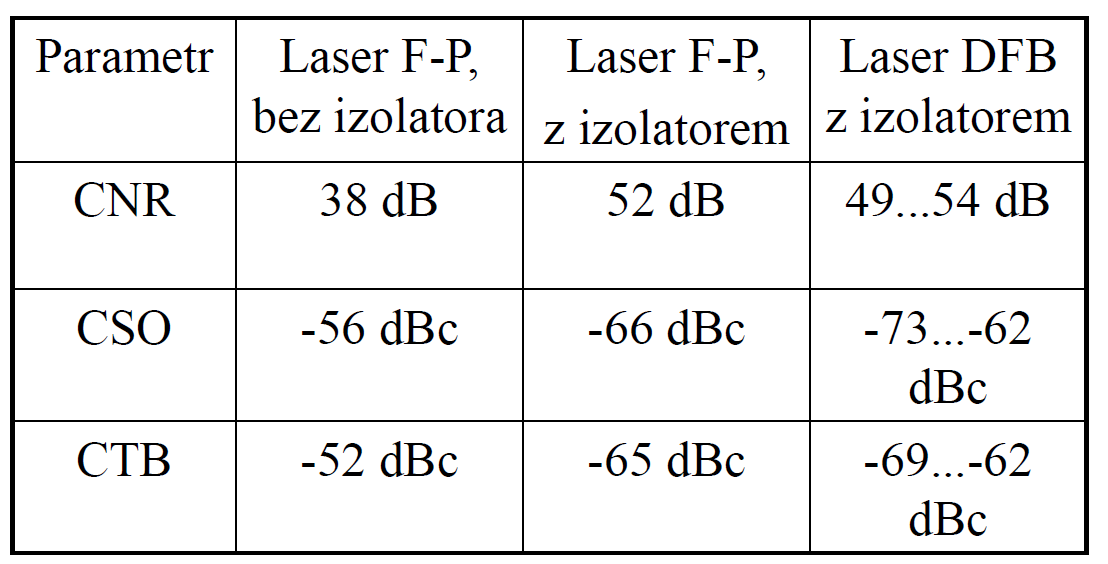 Parametr
Laser F-P,
bez izolatora
Laser F-P,
z izolatorem
Laser DFB
z izolatorem
CNR
38 dB
52 dB
49...54 dB
CSO
-56 dBc
-66 dBc
-73...-62
dBc
CTB
-52 dBc
-65 dBc
-69...-62
dBc